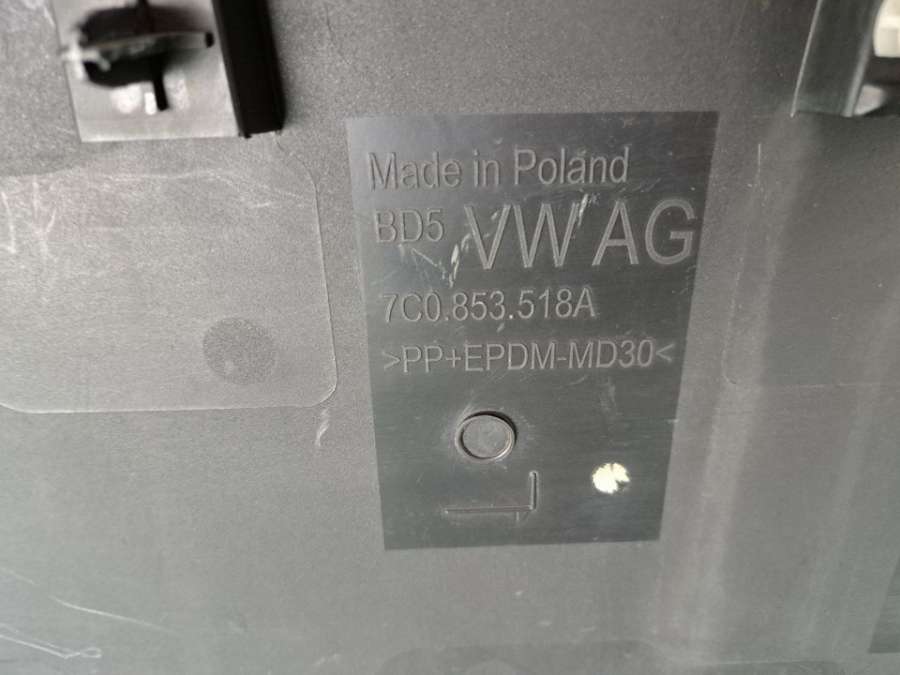 Made in Poland
BD5 VW AG
7C0.853.518A
>PP+EPDM-MD30<